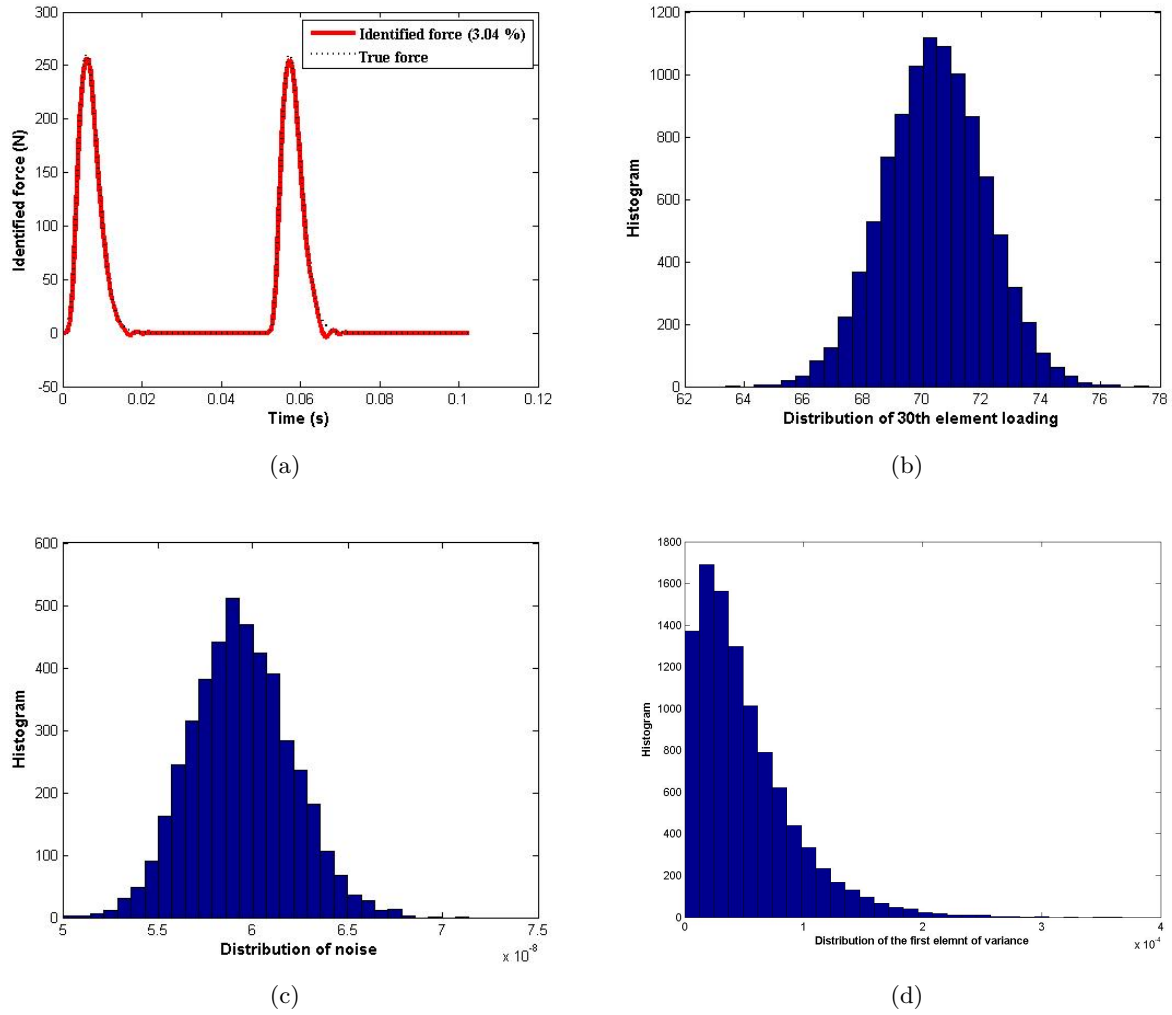 300
250
200
150
100
50
0
-50
Identified force (N)
Identified force (3.04 %)
True force
0 0.02 0.04 0.06 0.08 0.1 0.12
Time (s)
(a)
1200
1000
800
600
400
200
0
Histogram
62 64 66 68 70 72 74 76 78
Distribution of 30th element loading
(b)
600
500
400
300
200
100
0
Histogram
5 5.5 6 6.5 7 7.5
Distribution of noise
x 10⁻⁸
(c)
1800
1600
1400
1200
1000
800
600
400
200
0
Histogram
0 1 2 3 4
Distribution of the first elemnt of variance
x 10⁻⁴
(d)